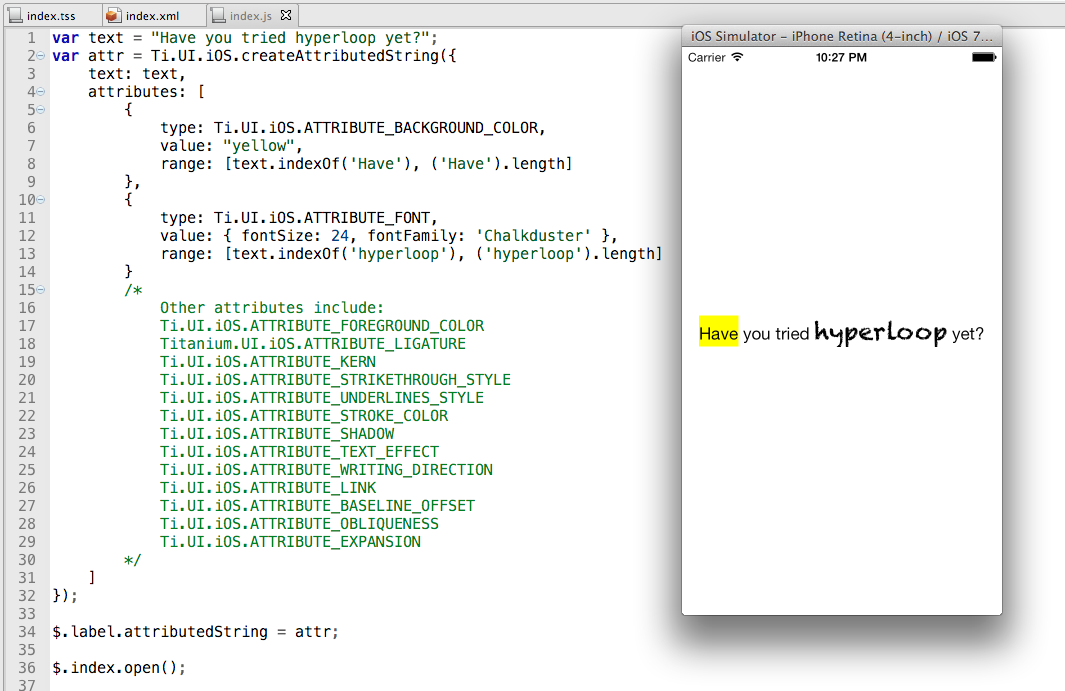 index.tss index.xml index.js
1 var text = "Have you tried hyperloop yet?";
2 var attr = Ti.UI.iOS.createAttributedString({
3 text: text,
4 attributes: [
5 {
6 type: Ti.UI.iOS.ATTRIBUTE_BACKGROUND_COLOR,
7 value: "yellow",
8 range: [text.indexOf('Have'), ('Have').length]
9 },
10 {
11 type: Ti.UI.iOS.ATTRIBUTE_FONT,
12 value: { fontSize: 24, fontFamily: 'Chalkduster' },
13 range: [text.indexOf('hyperloop'), ('hyperloop').length]
14 }
15 /*
16 Other attributes include:
17 Ti.UI.iOS.ATTRIBUTE_FOREGROUND_COLOR
18 Titanium.UI.iOS.ATTRIBUTE_LIGATURE
19 Ti.UI.iOS.ATTRIBUTE_KERN
20 Ti.UI.iOS.ATTRIBUTE_STRIKETHROUGH_STYLE
21 Ti.UI.iOS.ATTRIBUTE_UNDERLINES_STYLE
22 Ti.UI.iOS.ATTRIBUTE_STROKE_COLOR
23 Ti.UI.iOS.ATTRIBUTE_SHADOW
24 Ti.UI.iOS.ATTRIBUTE_TEXT_EFFECT
25 Ti.UI.iOS.ATTRIBUTE_WRITING_DIRECTION
26 Ti.UI.iOS.ATTRIBUTE_LINK
27 Ti.UI.iOS.ATTRIBUTE_BASELINE_OFFSET
28 Ti.UI.iOS.ATTRIBUTE_OBLIQUENESS
29 Ti.UI.iOS.ATTRIBUTE_EXPANSION
30 */
31 ]
32 });
33
34 $.label.attributedString = attr;
35
36 $.index.open();
37
iOS Simulator - iPhone Retina (4-inch) / iOS 7...
Carrier 10:27 PM
Have you tried hyperloop yet?